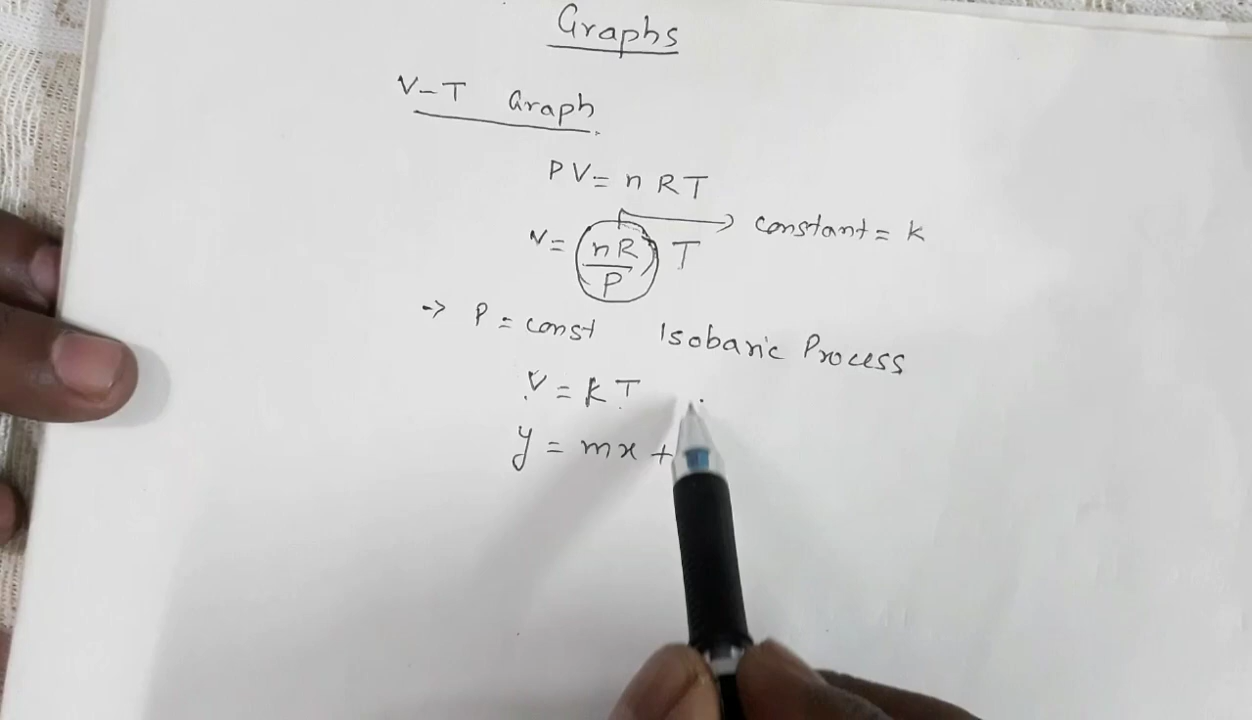 Graphs
V-T Graph
PV = nRT
V = (nR/P) T → constant = k
→ P = const Isobaric Process
V = kT
y = mx +